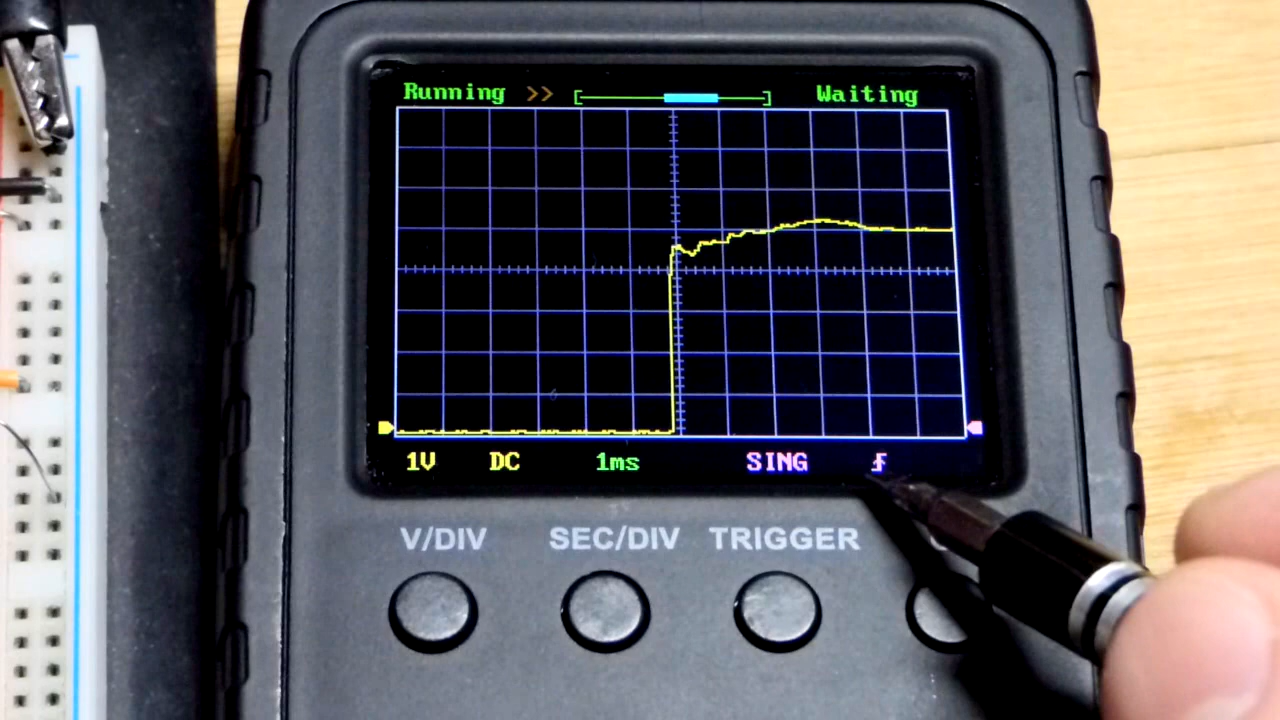 Running >> Waiting
1V DC 1ms SING
V/DIV SEC/DIV TRIGGER